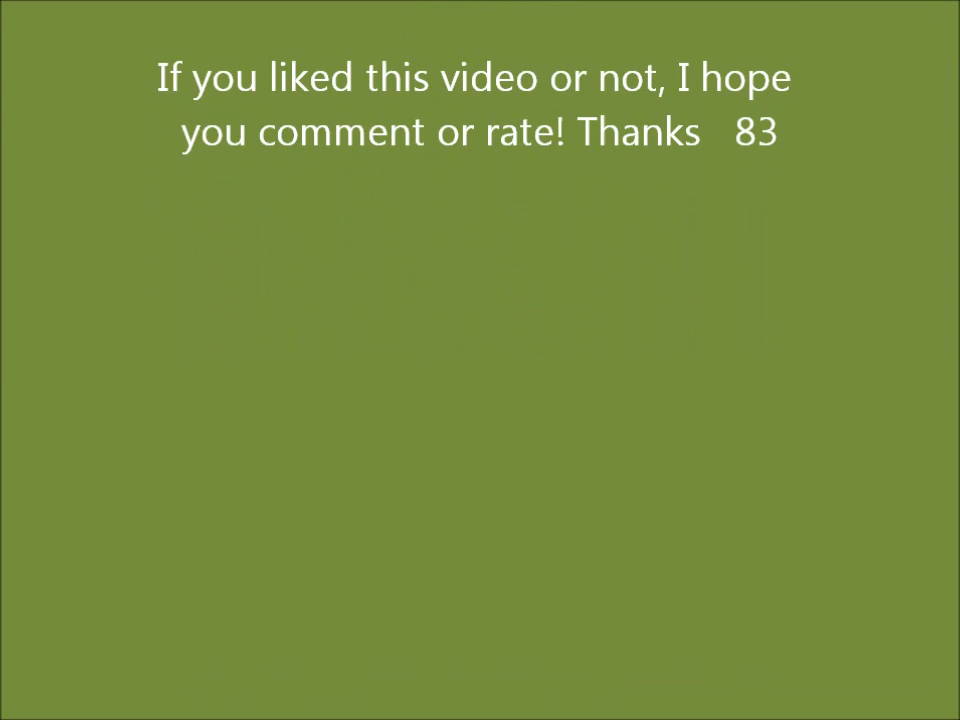 If you liked this video or not, I hope
you comment or rate! Thanks   83